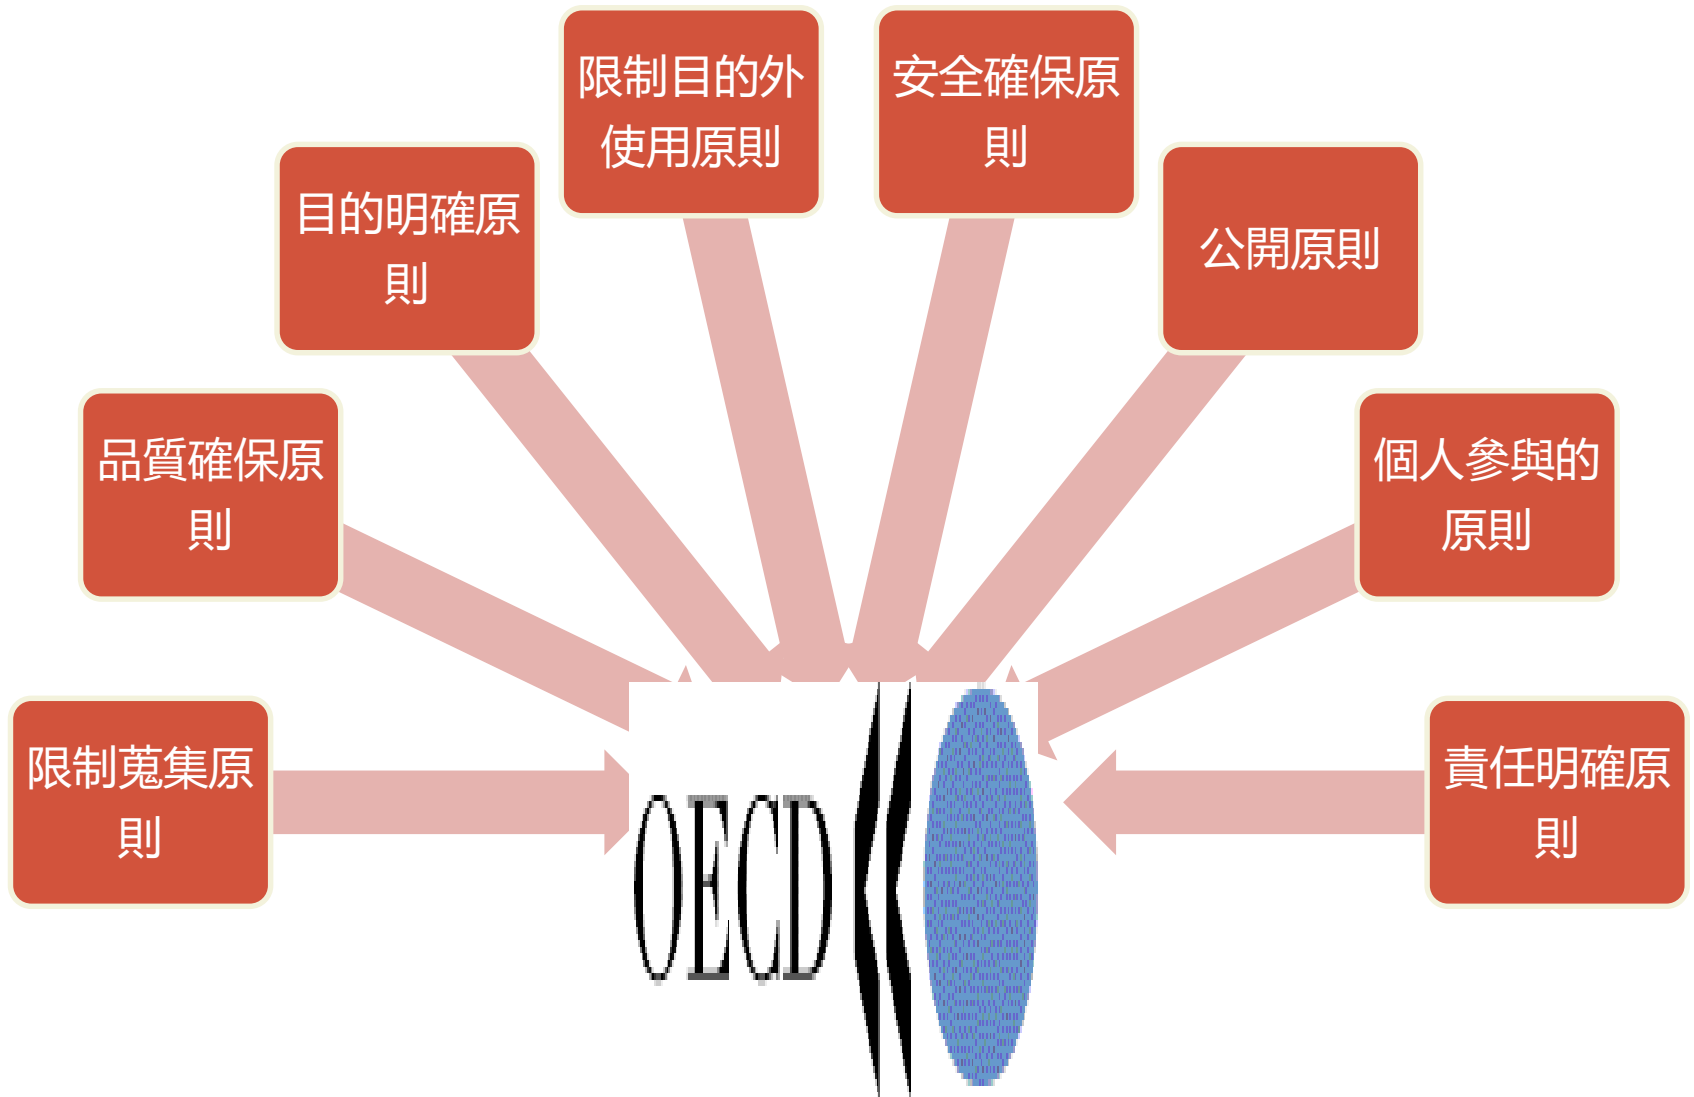 限制目的外
使用原則
安全確保原
則
目的明確原
則
公開原則
品質確保原
則
個人參與的
原則
限制蒐集原
則
責任明確原
則
OECD